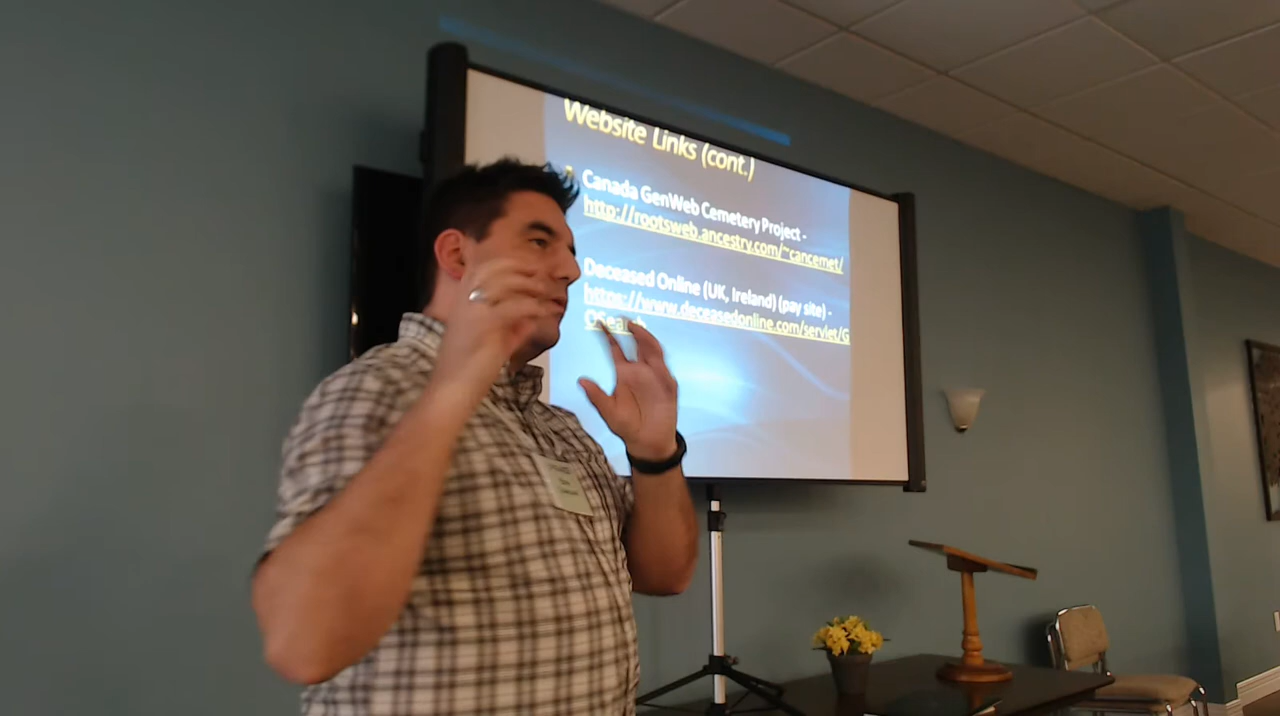 Website Links (cont.)
Canada GenWeb Cemetery Project -
http://rootsweb.ancestry.com/~cancemet/
Deceased Online (UK, Ireland) (pay site) -
https://www.deceasedonline.com/servlet/G
OSearch